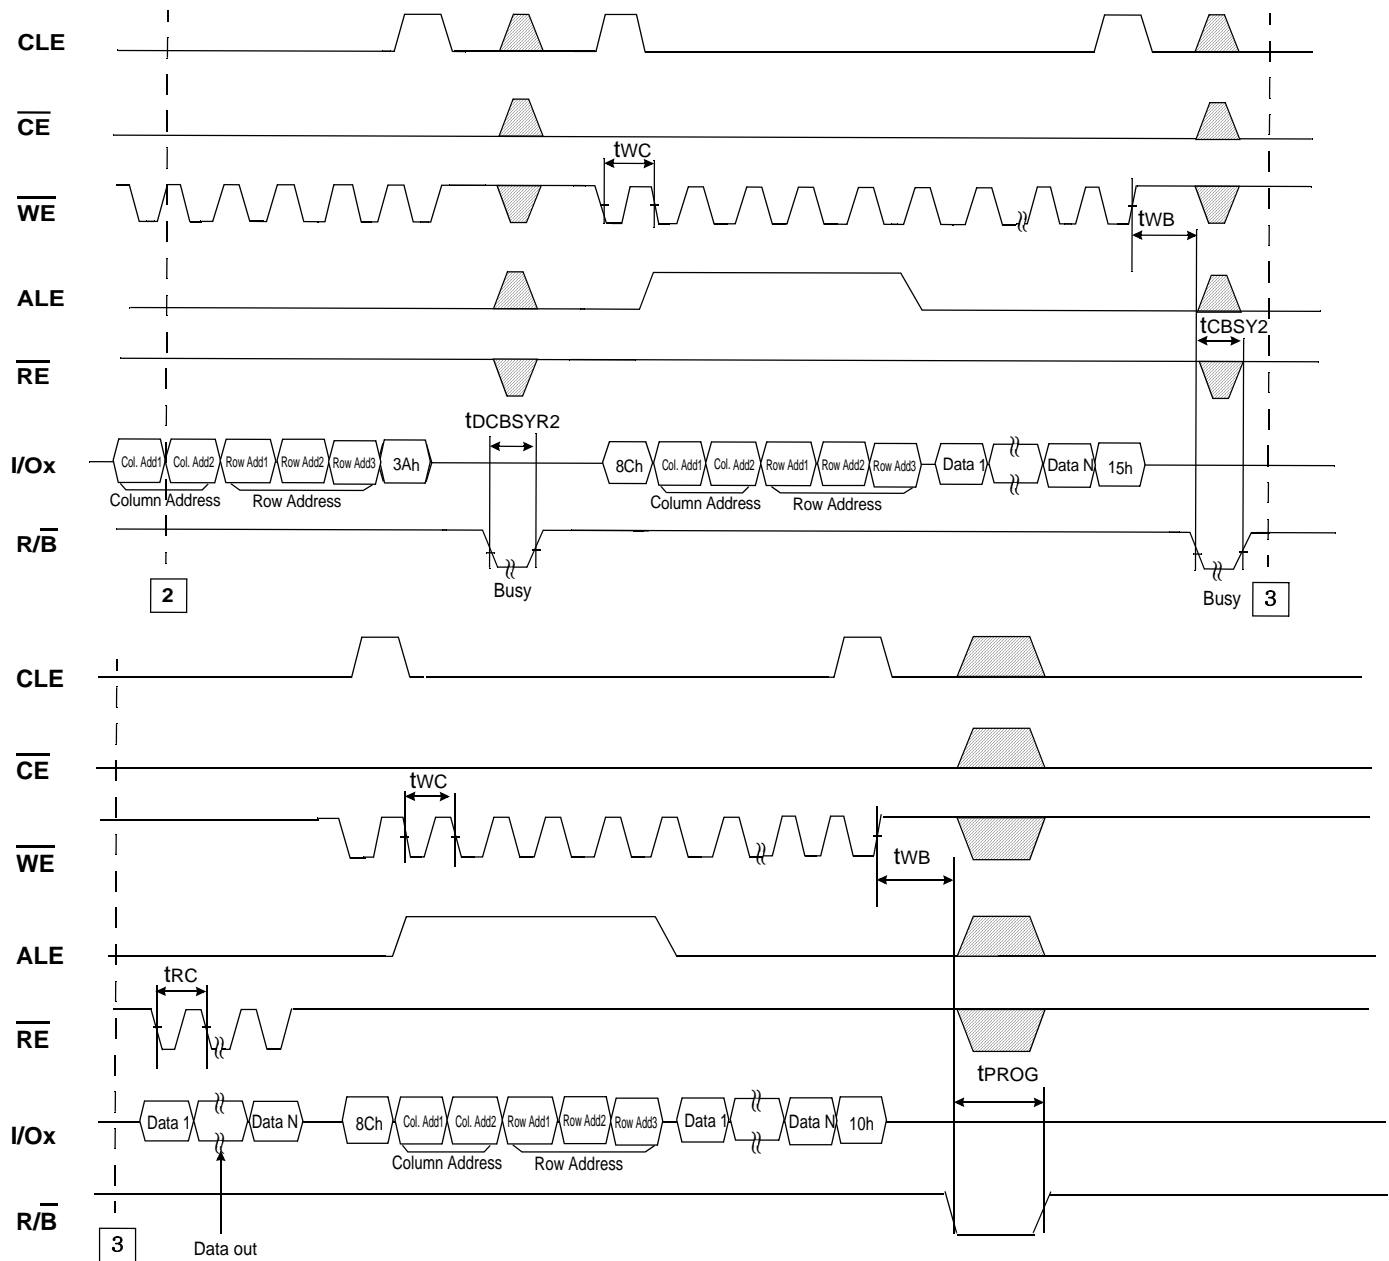 CLE
CE
tWC
WE
tWB
ALE
tCBSY2
RE
tDCBSYR2
I/Ox
Col. Add1 Col. Add2 Row Add1 Row Add2 Row Add3 3Ah 8Ch Col. Add1 Col. Add2 Row Add1 Row Add2 Row Add3 Data 1 Data N 15h
Column Address Row Address Column Address Row Address
R/B
2 Busy Busy 3
CLE
CE
tWC
WE
tWB
ALE
tRC
RE
tPROG
I/Ox
Data 1 Data N 8Ch Col. Add1 Col. Add2 Row Add1 Row Add2 Row Add3 Data 1 Data N 10h
Column Address Row Address
R/B
3 Data out